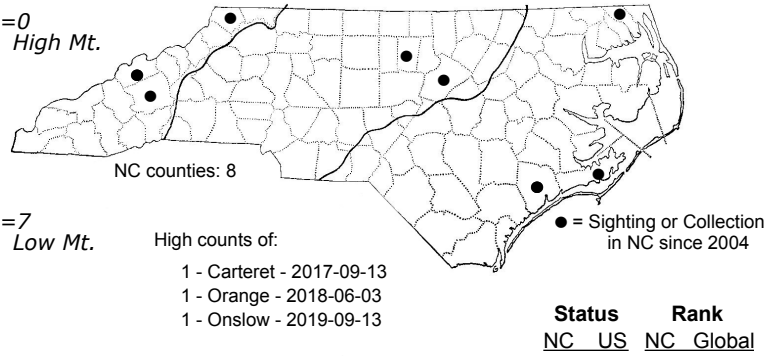 =0
High Mt.
NC counties: 8
=7
Low Mt.
High counts of:
1 - Carteret - 2017-09-13
1 - Orange - 2018-06-03
1 - Onslow - 2019-09-13
● = Sighting or Collection
in NC since 2004
Status Rank
NC US NC Global